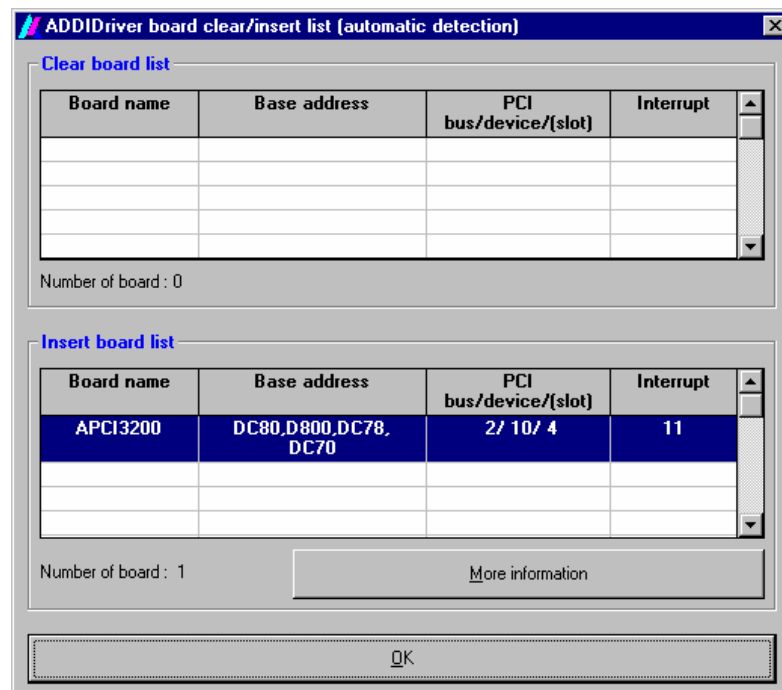 ADDIDriver board clear/insert list (automatic detection)
Clear board list
Board name Base address PCI Interrupt
bus/device/(slot)
Number of board : 0
Insert board list
Board name Base address PCI Interrupt
bus/device/(slot)
APCI3200 DC80,D800,DC78, 2/ 10/ 4 11
DC70
Number of board : 1 More information
OK